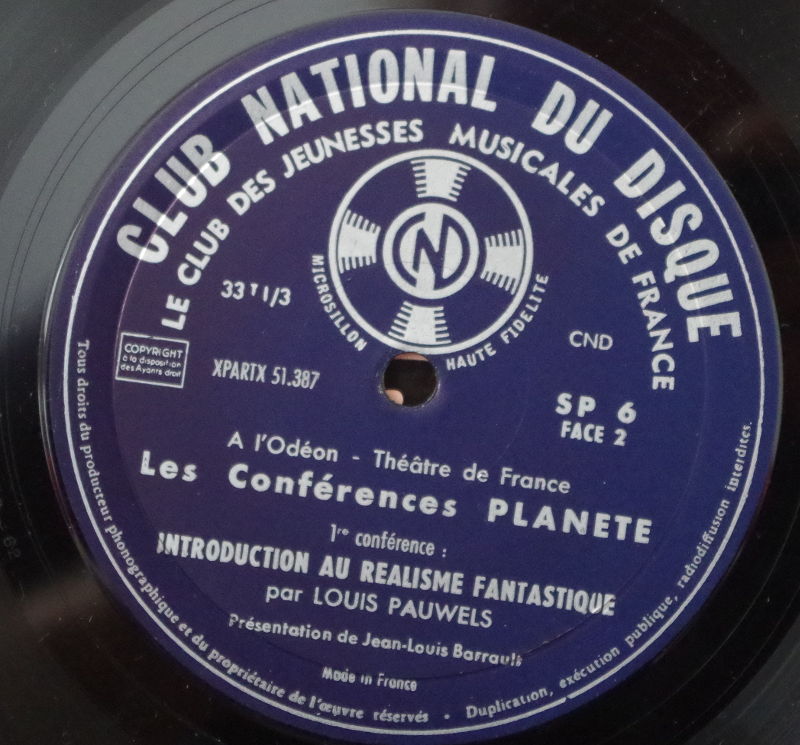 CLUB NATIONAL DU DISQUE
LE CLUB DES JEUNESSES MUSICALES DE FRANCE
MICROSILLON
HAUTE FIDELITE
33 T 1/3
CND
COPYRIGHT
à la disposition
des Ayants droit
XPARTX 51.387
SP 6
FACE 2
A l'Odéon - Théâtre de France
Les Conférences PLANETE
1re conférence :
INTRODUCTION AU REALISME FANTASTIQUE
par LOUIS PAUWELS
Présentation de Jean-Louis Barrault
Made in France
Tous droits du producteur phonographique et du propriétaire de l'œuvre réservés • Duplication, exécution publique, radiodiffusion interdites.